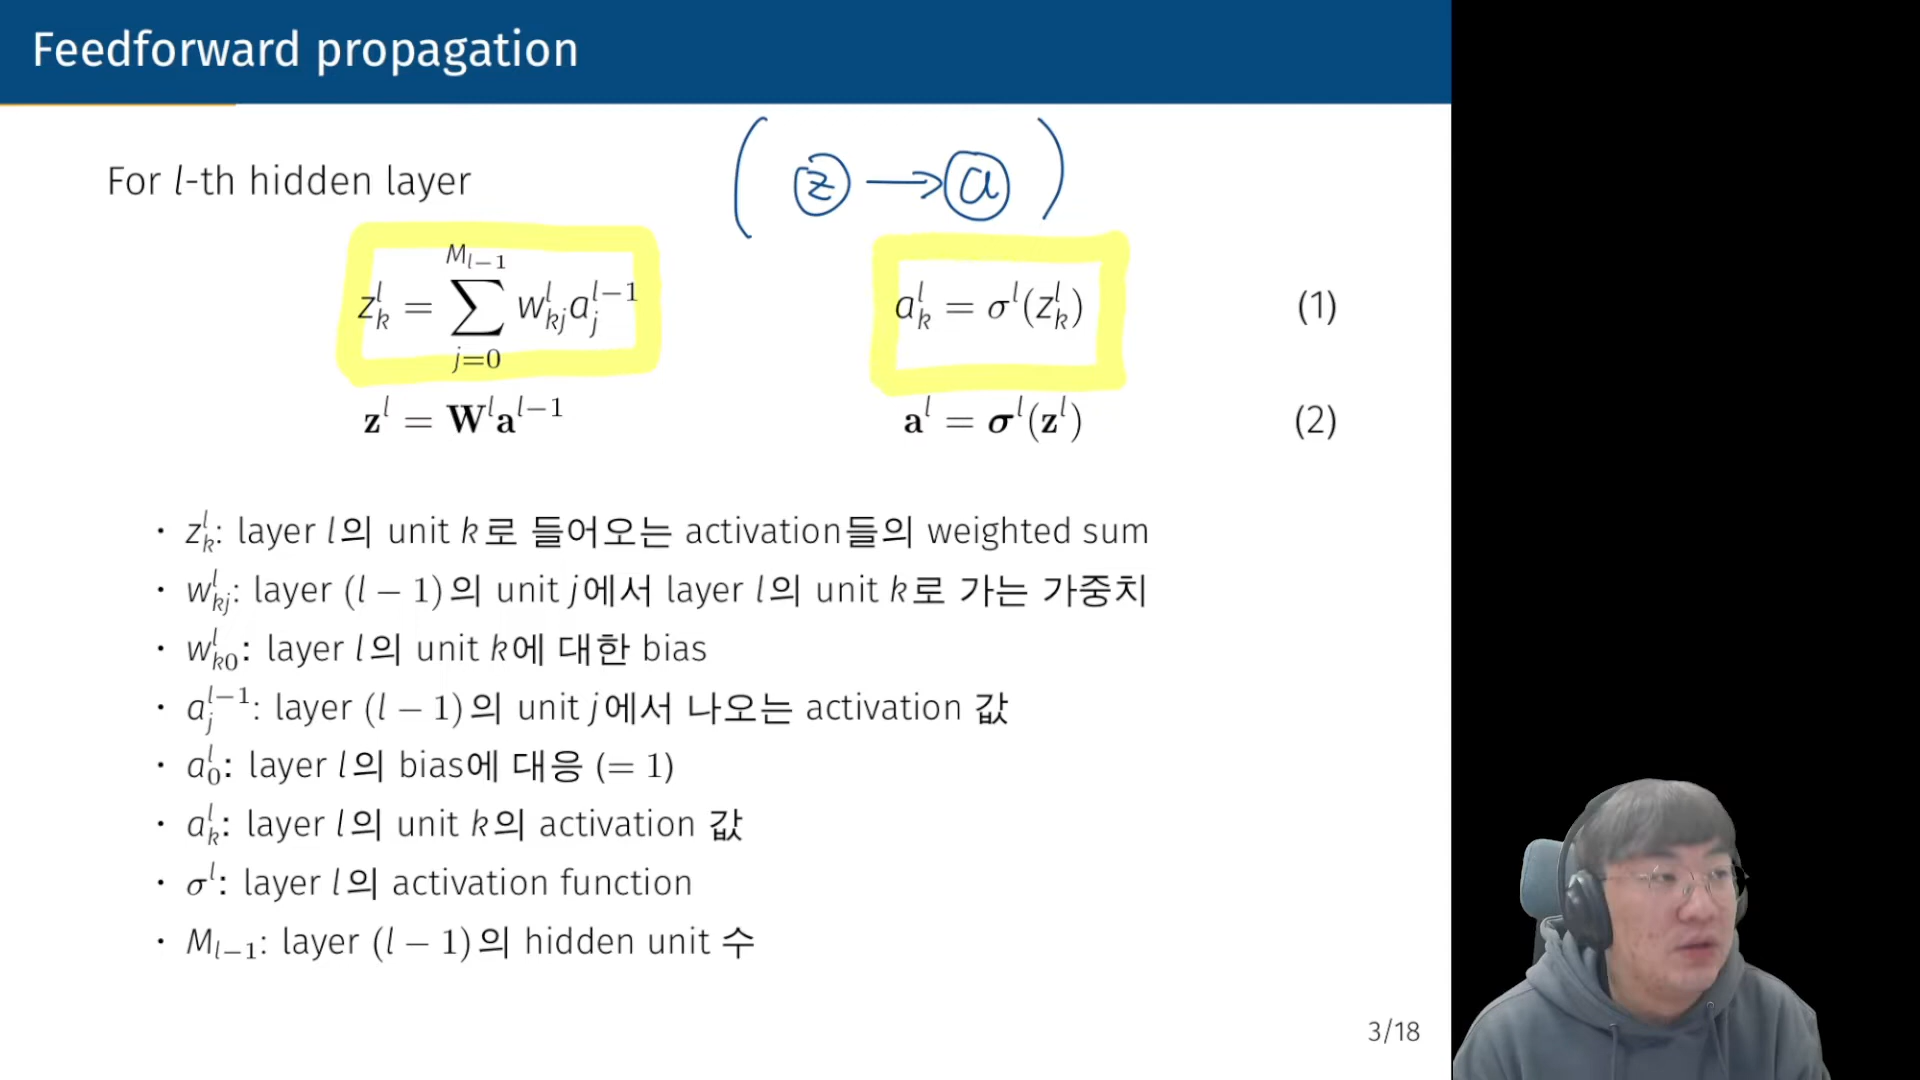 Feedforward propagation
( z → a )
For l-th hidden layer
z_k^l = ∑_{j=0}^{M_{l−1}} w_{kj}^l a_j^{l−1}    a_k^l = σ^l(z_k^l)    (1)
𝐳^l = 𝐖^l 𝐚^{l−1}    𝐚^l = 𝛔^l(𝐳^l)    (2)
· z_k^l: layer l의 unit k로 들어오는 activation들의 weighted sum
· w_{kj}^l: layer (l − 1)의 unit j에서 layer l의 unit k로 가는 가중치
· w_{k0}^l: layer l의 unit k에 대한 bias
· a_j^{l−1}: layer (l − 1)의 unit j에서 나오는 activation 값
· a_0^l: layer l의 bias에 대응 (= 1)
· a_k^l: layer l의 unit k의 activation 값
· σ^l: layer l의 activation function
· M_{l−1}: layer (l − 1)의 hidden unit 수
3/18